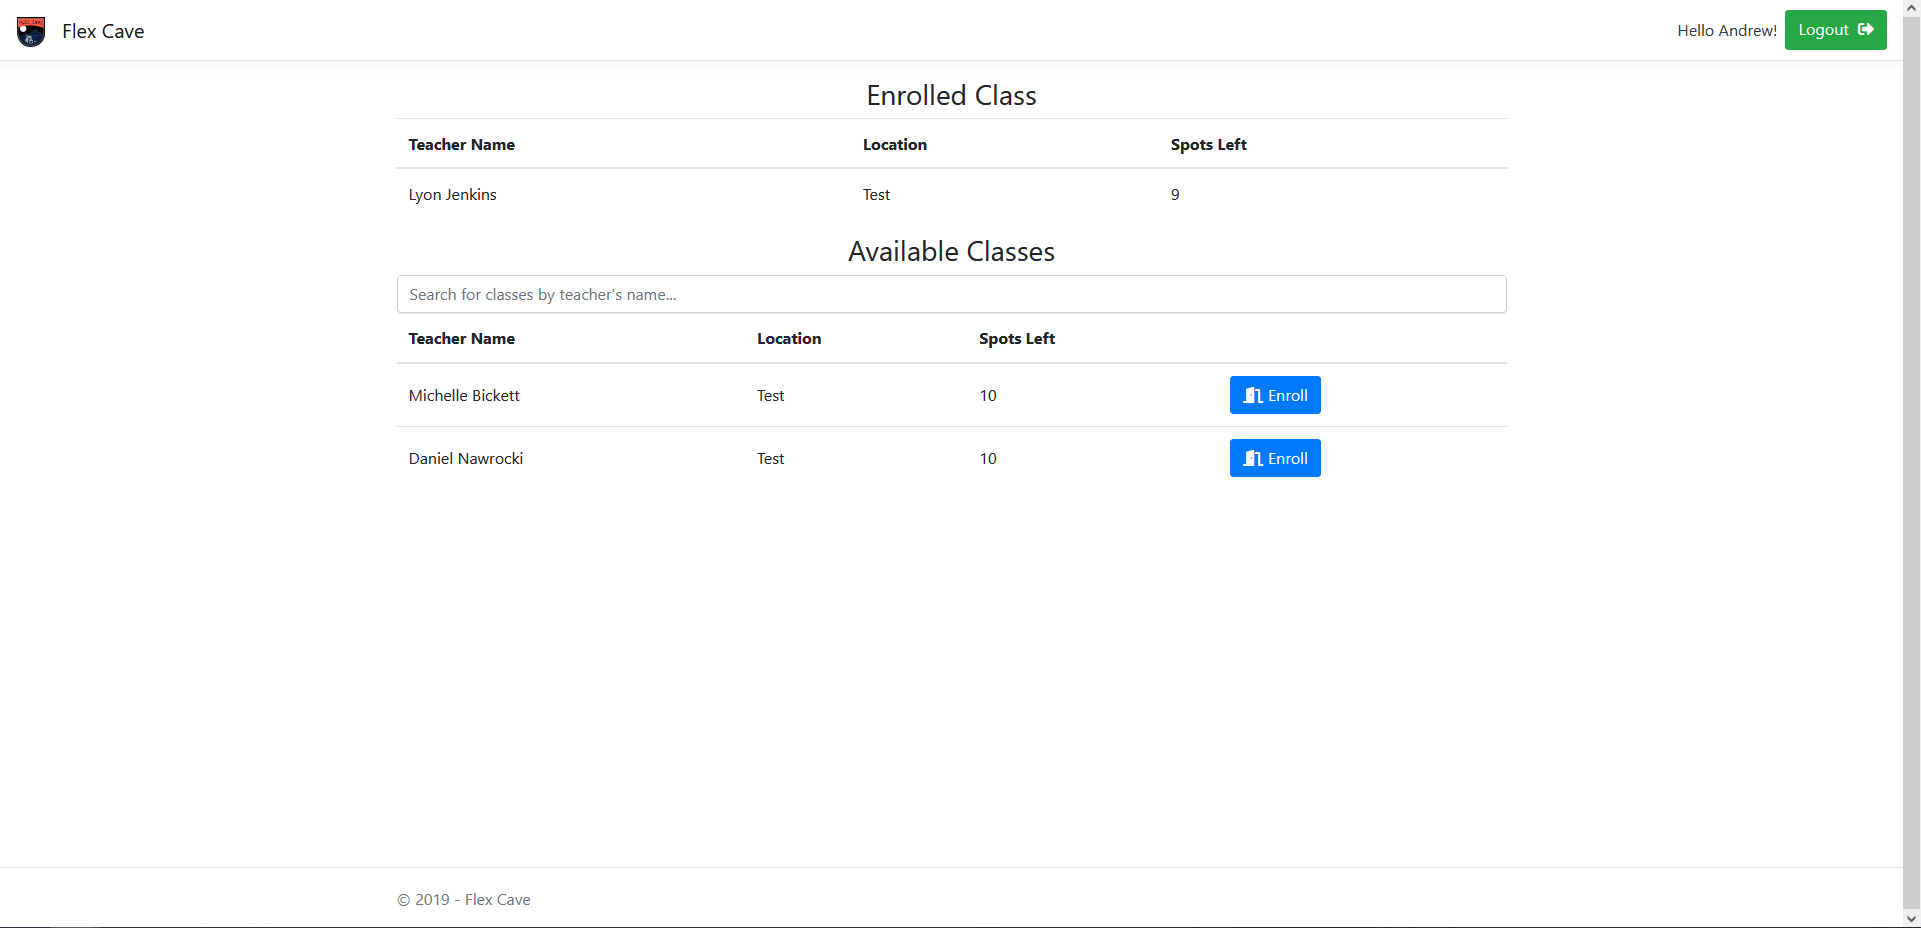 Flex Cave
Hello Andrew!
Logout
Enrolled Class
Teacher Name Location Spots Left
Lyon Jenkins Test 9
Available Classes
Search for classes by teacher's name...
Teacher Name Location Spots Left
Michelle Bickett Test 10 Enroll
Daniel Nawrocki Test 10 Enroll
© 2019 - Flex Cave